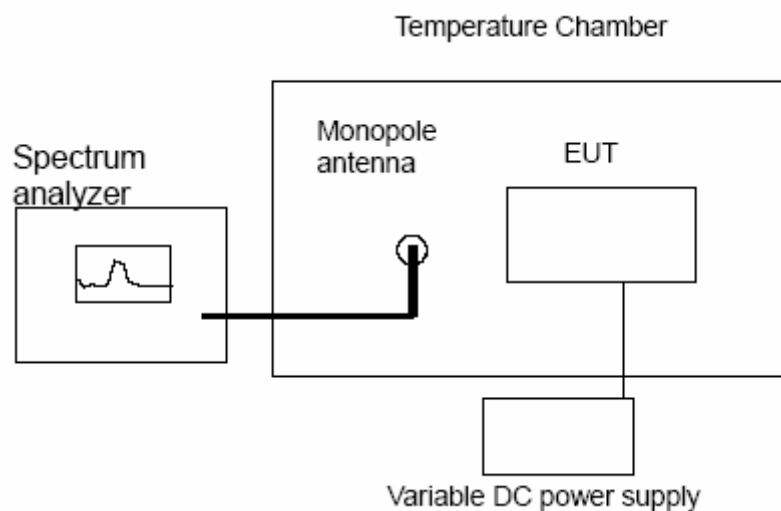 Temperature Chamber
Monopole
antenna
EUT
Spectrum
analyzer
Variable DC power supply